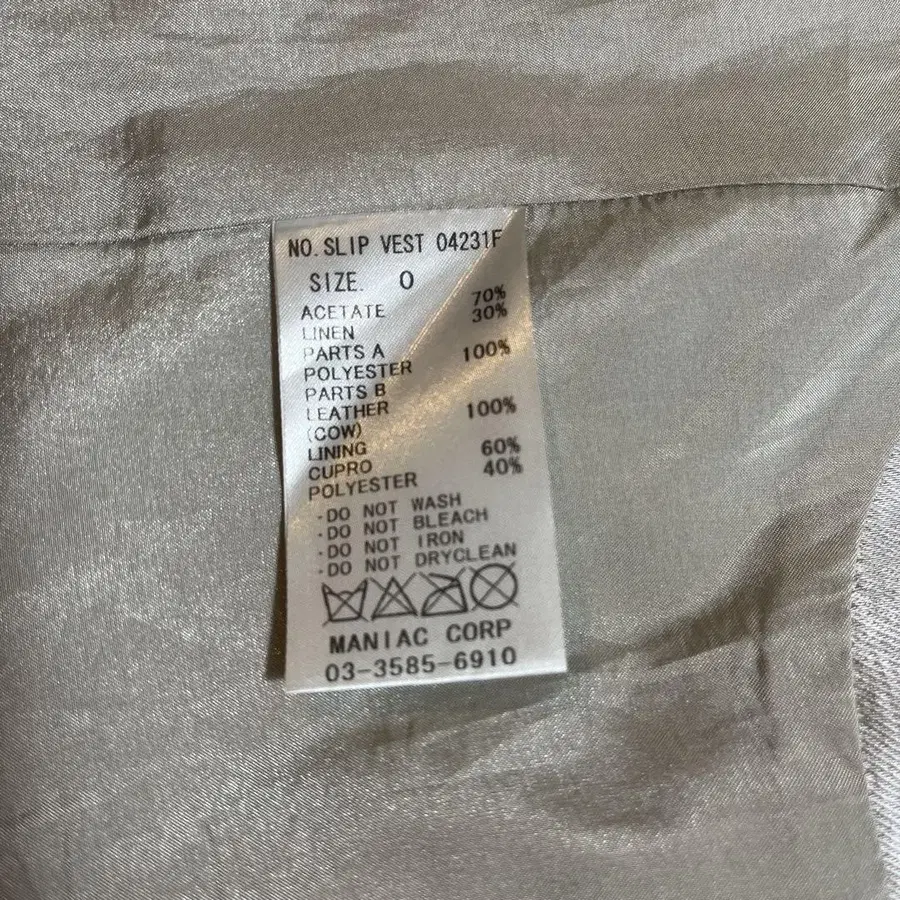 NO. SLIP VEST 04231F
SIZE. 0
ACETATE 70%
LINEN 30%
PARTS A
POLYESTER 100%
PARTS B
LEATHER 100%
(COW)
LINING
CUPRO 60%
POLYESTER 40%
·DO NOT WASH
·DO NOT BLEACH
·DO NOT IRON
·DO NOT DRYCLEAN
MANIAC CORP
03-3585-6910